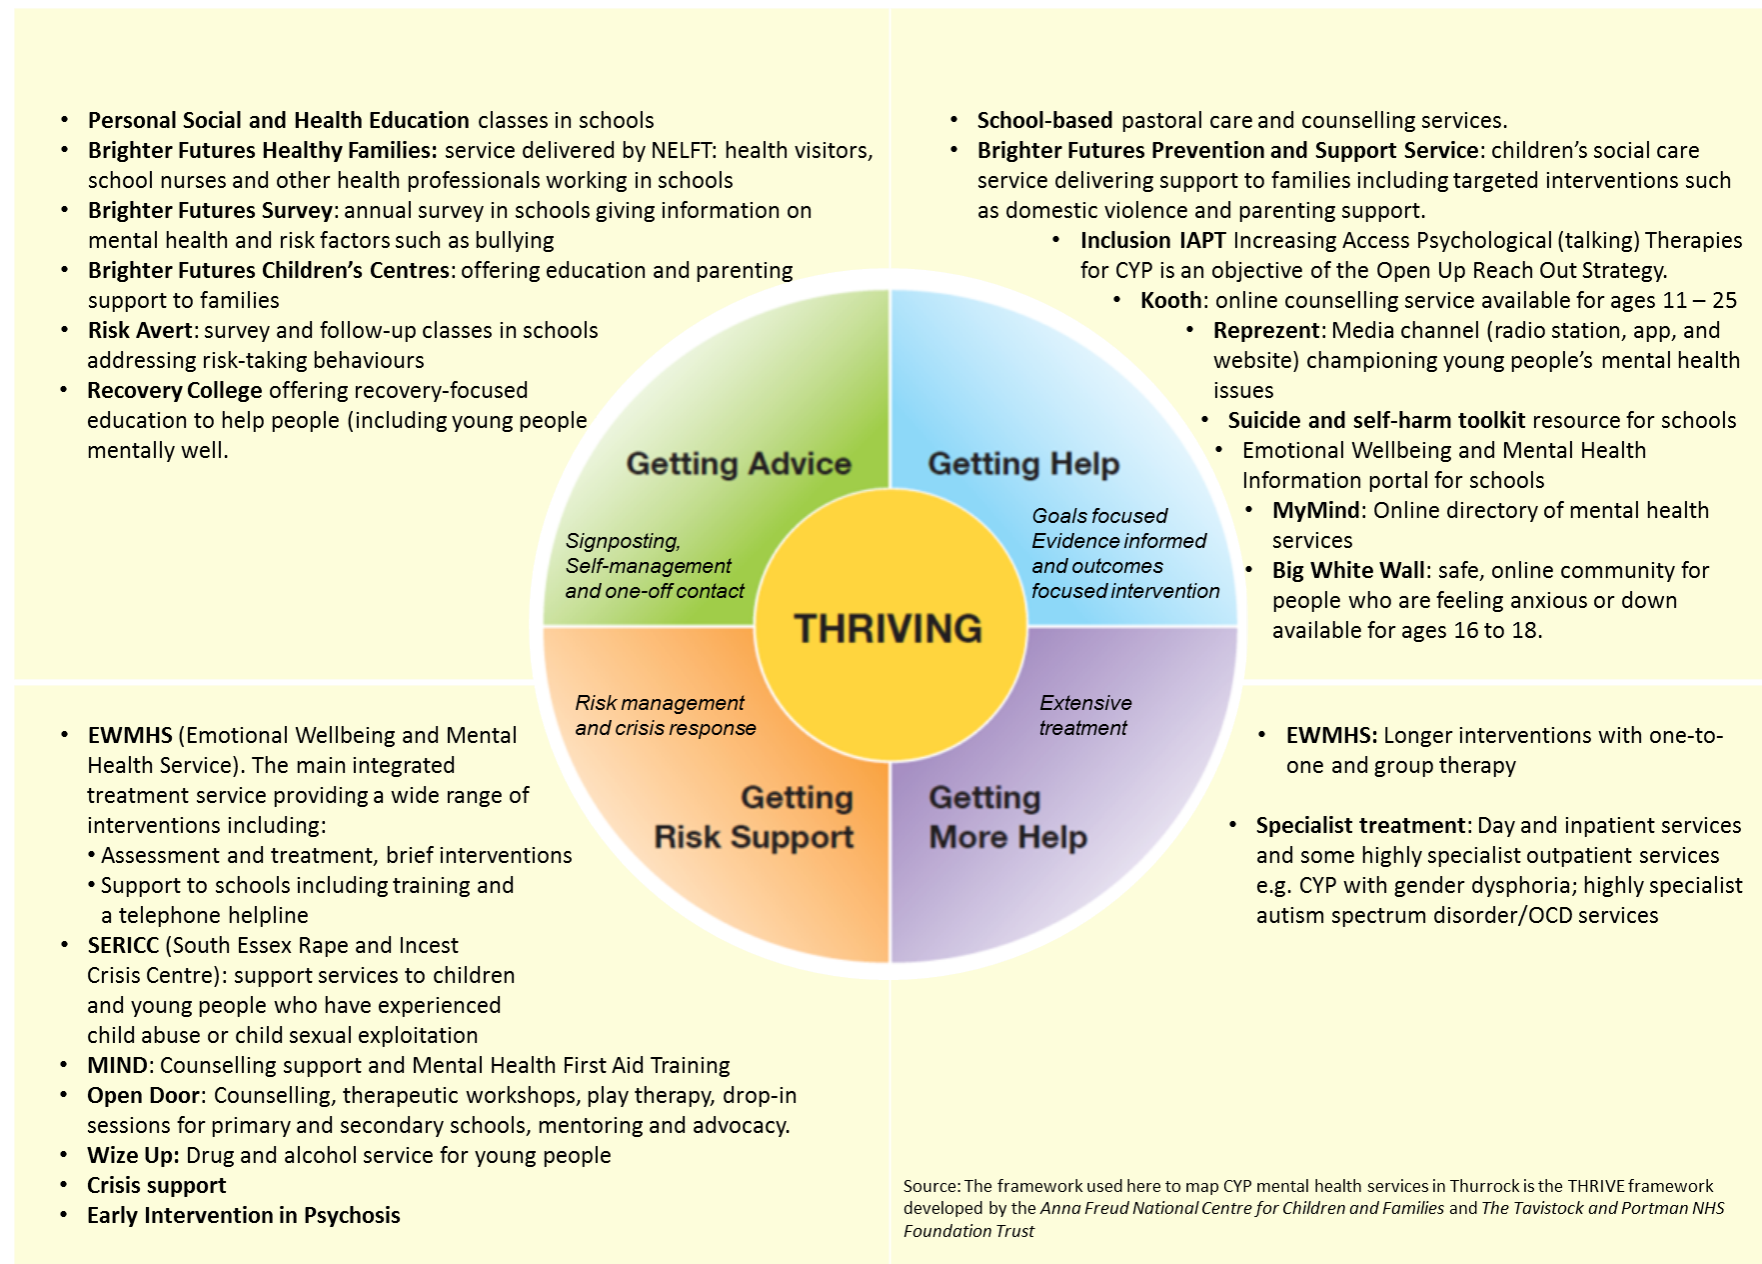 • Personal Social and Health Education classes in schools
• Brighter Futures Healthy Families: service delivered by NELFT: health visitors,
school nurses and other health professionals working in schools
• Brighter Futures Survey: annual survey in schools giving information on
mental health and risk factors such as bullying
• Brighter Futures Children’s Centres: offering education and parenting
support to families
• Risk Avert: survey and follow-up classes in schools
addressing risk-taking behaviours
• Recovery College offering recovery-focused
education to help people (including young people
mentally well.
• School-based pastoral care and counselling services.
• Brighter Futures Prevention and Support Service: children’s social care
service delivering support to families including targeted interventions such
as domestic violence and parenting support.
• Inclusion IAPT Increasing Access Psychological (talking) Therapies
for CYP is an objective of the Open Up Reach Out Strategy.
• Kooth: online counselling service available for ages 11 – 25
• Reprezent: Media channel (radio station, app, and
website) championing young people’s mental health
issues
• Suicide and self-harm toolkit resource for schools
• Emotional Wellbeing and Mental Health
Information portal for schools
• MyMind: Online directory of mental health
services
• Big White Wall: safe, online community for
people who are feeling anxious or down
available for ages 16 to 18.
Getting Advice
Signposting,
Self-management
and one-off contact
Getting Help
Goals focused
Evidence informed
and outcomes
focused intervention
THRIVING
Risk management
and crisis response
Getting
Risk Support
Extensive
treatment
Getting
More Help
• EWMHS (Emotional Wellbeing and Mental
Health Service). The main integrated
treatment service providing a wide range of
interventions including:
• Assessment and treatment, brief interventions
• Support to schools including training and
a telephone helpline
• SERICC (South Essex Rape and Incest
Crisis Centre): support services to children
and young people who have experienced
child abuse or child sexual exploitation
• MIND: Counselling support and Mental Health First Aid Training
• Open Door: Counselling, therapeutic workshops, play therapy, drop-in
sessions for primary and secondary schools, mentoring and advocacy.
• Wize Up: Drug and alcohol service for young people
• Crisis support
• Early Intervention in Psychosis
• EWMHS: Longer interventions with one-to-
one and group therapy
• Specialist treatment: Day and inpatient services
and some highly specialist outpatient services
e.g. CYP with gender dysphoria; highly specialist
autism spectrum disorder/OCD services
Source: The framework used here to map CYP mental health services in Thurrock is the THRIVE framework
developed by the Anna Freud National Centre for Children and Families and The Tavistock and Portman NHS
Foundation Trust